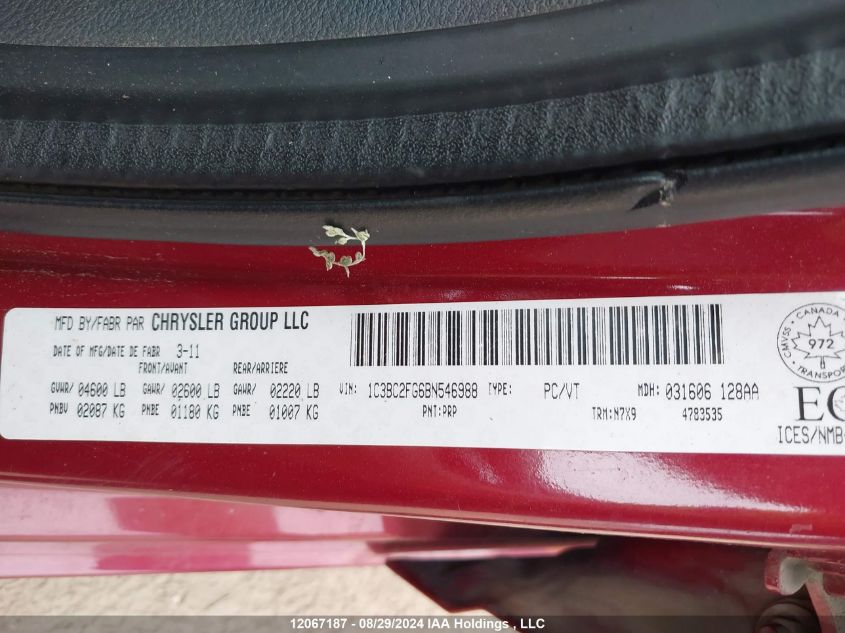 MFD BY/FABR PAR CHRYSLER GROUP LLC
DATE OF MFG/DATE DE FABR 3-11
FRONT/AVANT REAR/ARRIERE
GVWR/ 04600 LB GAWR/ 02600 LB GAWR/ 02220 LB
PNBV 02087 KG PNBE 01180 KG PNBE 01007 KG
VIN: 1C3BC2FG6BN546988 TYPE: PC/VT MDH: 031606 128AA
PNT:PRP TRM:N7X9 4783535
CANADA
CMVSS
972
TRANSPOR
EC
ICES/NMB-
12067187 - 08/29/2024 IAA Holdings , LLC